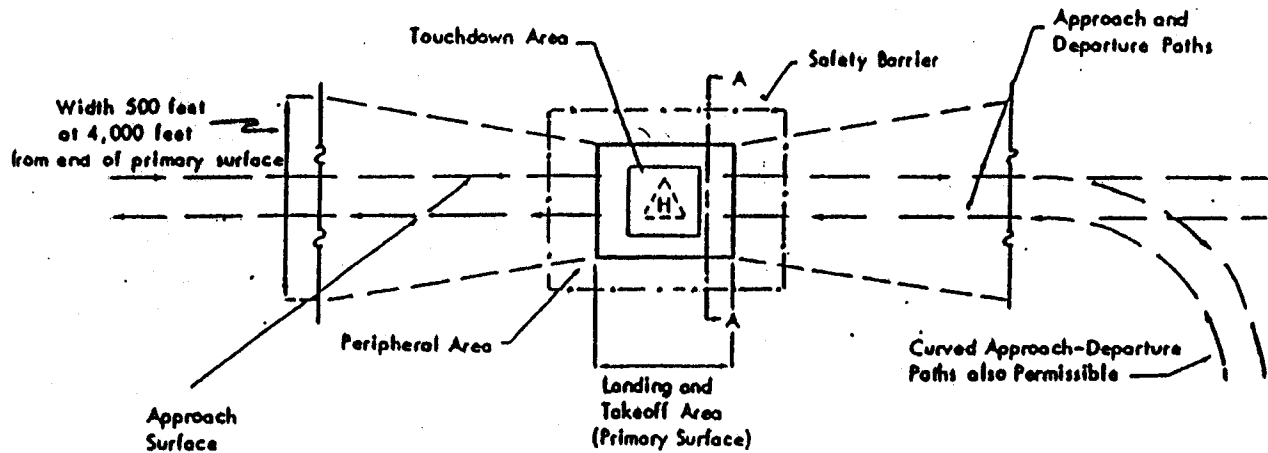 Touchdown Area
Approach and
Departure Paths
Safety Barrier
A
Width 500 feet
at 4,000 feet
from end of primary surface
H
A
Peripheral Area
Curved Approach-Departure
Paths also Permissible
Landing and
Takeoff Area
(Primary Surface)
Approach
Surface